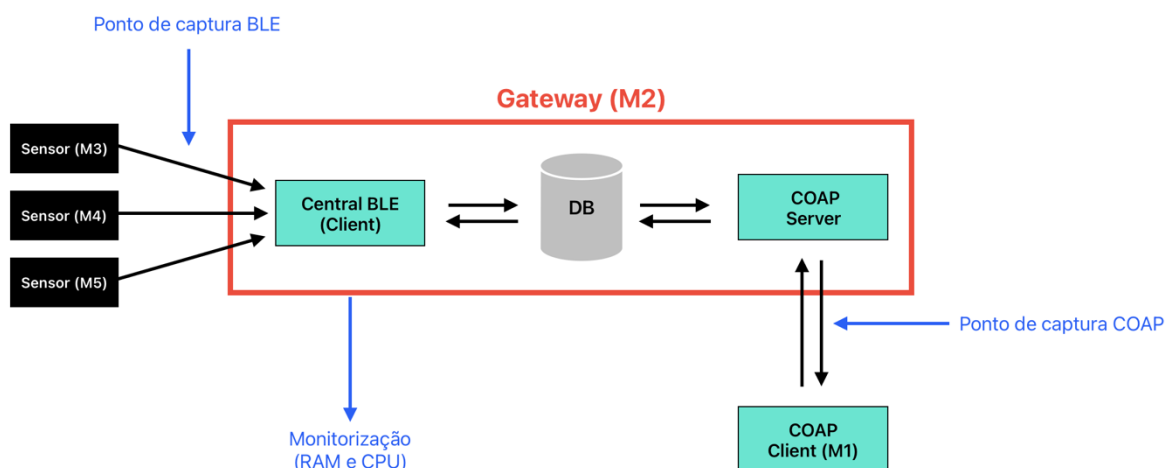 Ponto de captura BLE
Gateway (M2)
Sensor (M3)
Sensor (M4)
Sensor (M5)
Central BLE
(Client)
DB
COAP
Server
Ponto de captura COAP
Monitorização
(RAM e CPU)
COAP
Client (M1)